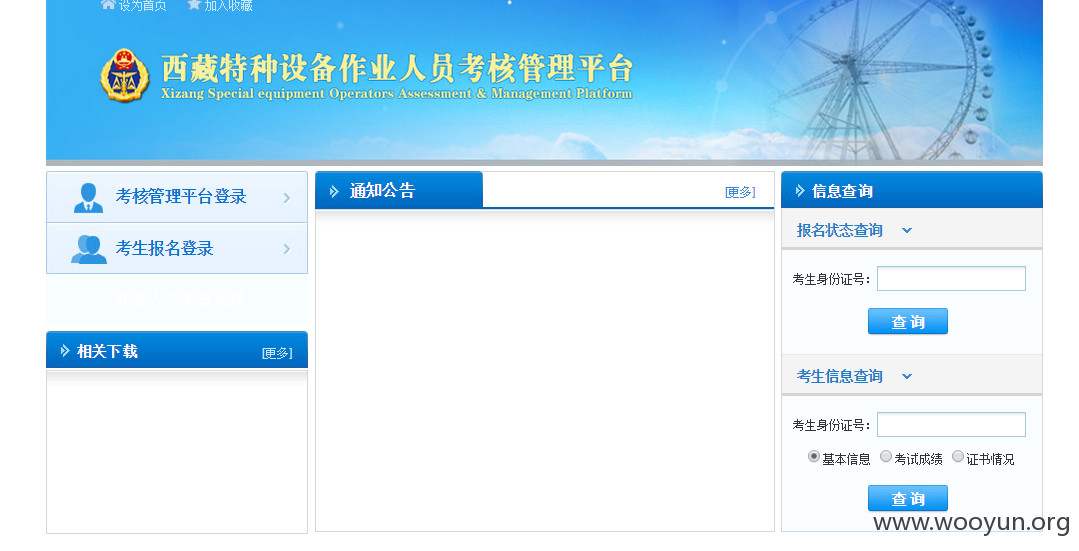 设为首页 加入收藏
西藏特种设备作业人员考核管理平台
Xizang Special equipment Operators Assessment & Management Platform
考核管理平台登录
考生报名登录
相关下载 [更多]
通知公告 [更多]
信息查询
报名状态查询
考生身份证号：
查 询
考生信息查询
考生身份证号：
基本信息 考试成绩 证书情况
查 询
www.wooyun.org